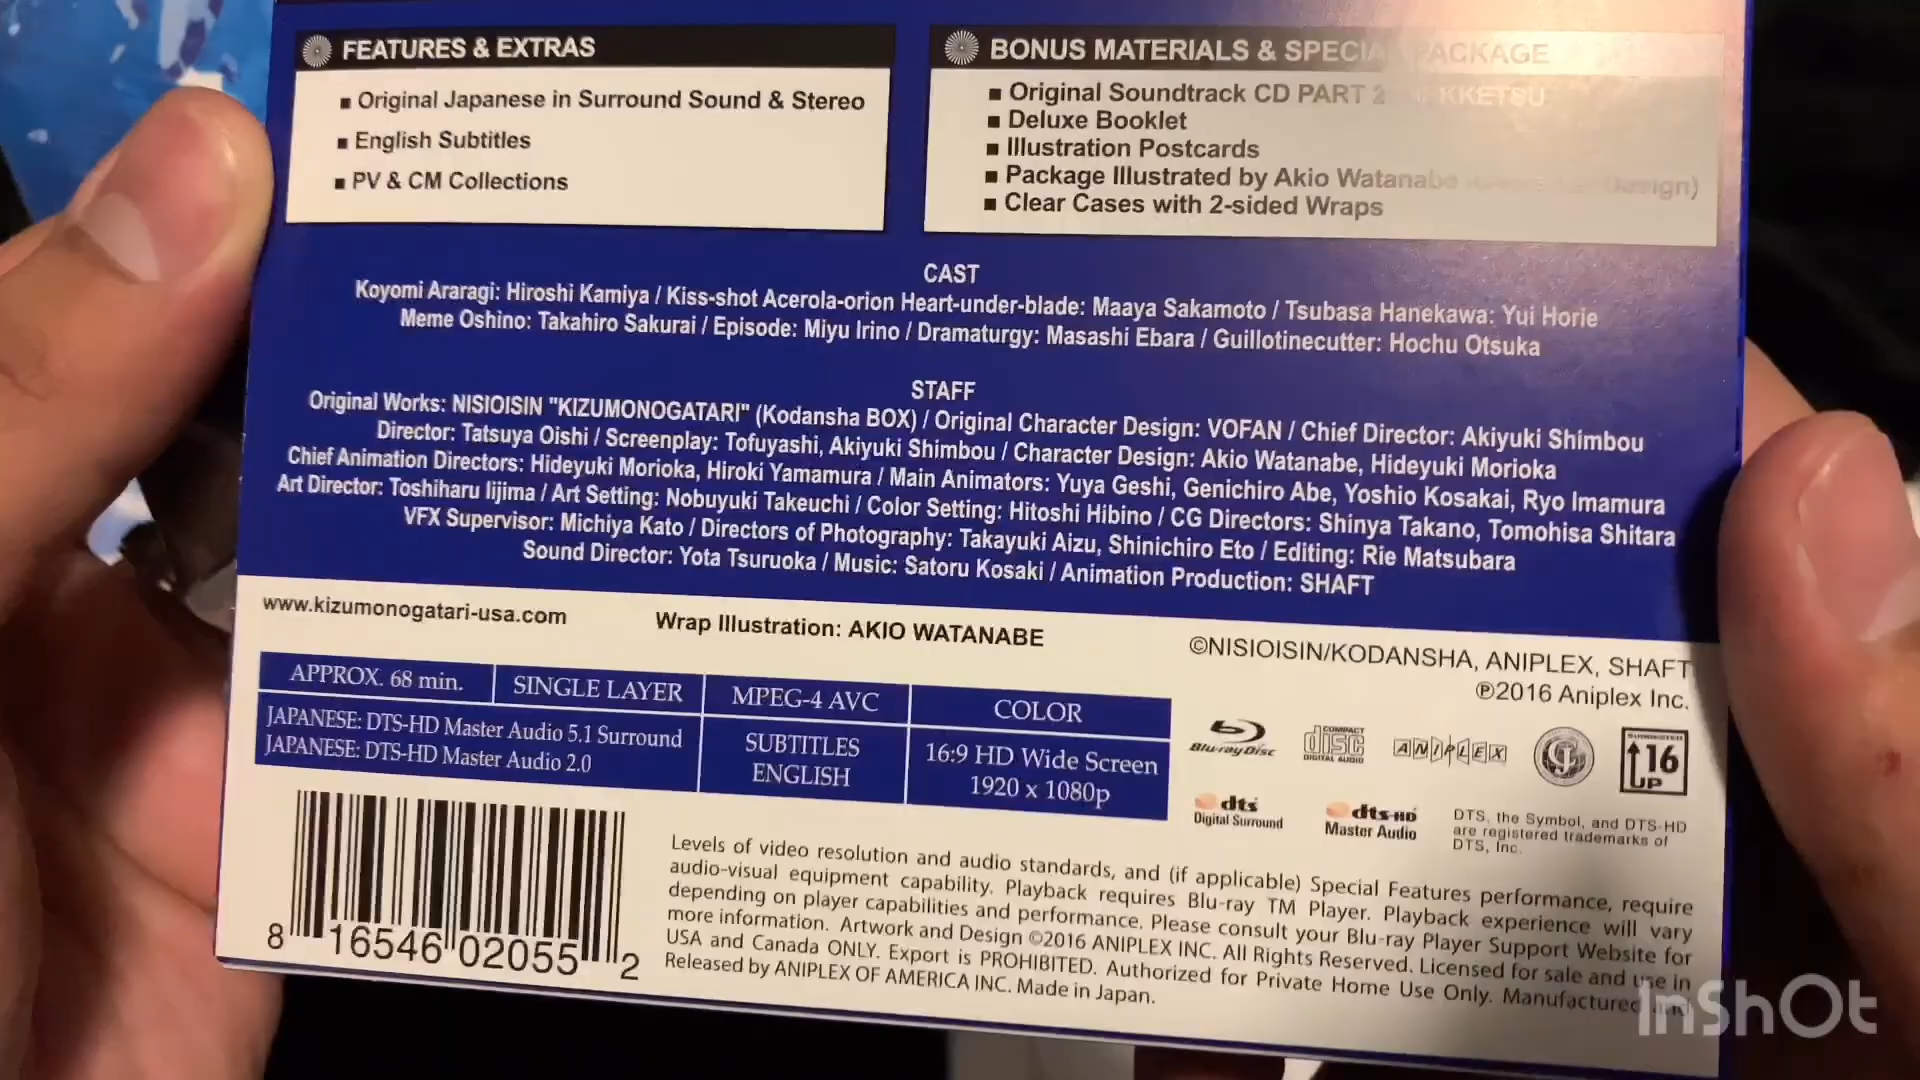 FEATURES & EXTRAS
■ Original Japanese in Surround Sound & Stereo
■ English Subtitles
■ PV & CM Collections
BONUS MATERIALS & SPECIAL PACKAGE
■ Original Soundtrack CD PART 2 KKETSU
■ Deluxe Booklet
■ Illustration Postcards
■ Package Illustrated by Akio Watanabe Design)
■ Clear Cases with 2-sided Wraps
CAST
Koyomi Araragi: Hiroshi Kamiya / Kiss-shot Acerola-orion Heart-under-blade: Maaya Sakamoto / Tsubasa Hanekawa: Yui Horie
Meme Oshino: Takahiro Sakurai / Episode: Miyu Irino / Dramaturgy: Masashi Ebara / Guillotinecutter: Hochu Otsuka
STAFF
Original Works: NISIOISIN "KIZUMONOGATARI" (Kodansha BOX) / Original Character Design: VOFAN / Chief Director: Akiyuki Shimbou
Director: Tatsuya Oishi / Screenplay: Tofuyashi, Akiyuki Shimbou / Character Design: Akio Watanabe, Hideyuki Morioka
Chief Animation Directors: Hideyuki Morioka, Hiroki Yamamura / Main Animators: Yuya Geshi, Genichiro Abe, Yoshio Kosakai, Ryo Imamura
Art Director: Toshiharu Iijima / Art Setting: Nobuyuki Takeuchi / Color Setting: Hitoshi Hibino / CG Directors: Shinya Takano, Tomohisa Shitara
VFX Supervisor: Michiya Kato / Directors of Photography: Takayuki Aizu, Shinichiro Eto / Editing: Rie Matsubara
Sound Director: Yota Tsuruoka / Music: Satoru Kosaki / Animation Production: SHAFT
www.kizumonogatari-usa.com
Wrap Illustration: AKIO WATANABE
©NISIOISIN/KODANSHA, ANIPLEX, SHAFT
℗2016 Aniplex Inc.
APPROX. 68 min.
SINGLE LAYER
MPEG-4 AVC
COLOR
JAPANESE: DTS-HD Master Audio 5.1 Surround
JAPANESE: DTS-HD Master Audio 2.0
SUBTITLES
ENGLISH
16:9 HD Wide Screen
1920 x 1080p
Blu-ray Disc
COMPACT
disc
DIGITAL AUDIO
ANIPLEX
16
UP
dts
Digital Surround
dts-HD
Master Audio
DTS, the Symbol, and DTS-HD
are registered trademarks of
DTS, Inc.
8 16546 02055 2
Levels of video resolution and audio standards, and (if applicable) Special Features performance, require
audio-visual equipment capability. Playback requires Blu-ray TM Player. Playback experience will vary
depending on player capabilities and performance. Please consult your Blu-ray Player Support Website for
more information. Artwork and Design ©2016 ANIPLEX INC. All Rights Reserved. Licensed for sale and use in
USA and Canada ONLY. Export is PROHIBITED. Authorized for Private Home Use Only. Manufactured and
Released by ANIPLEX OF AMERICA INC. Made in Japan.
InShOt